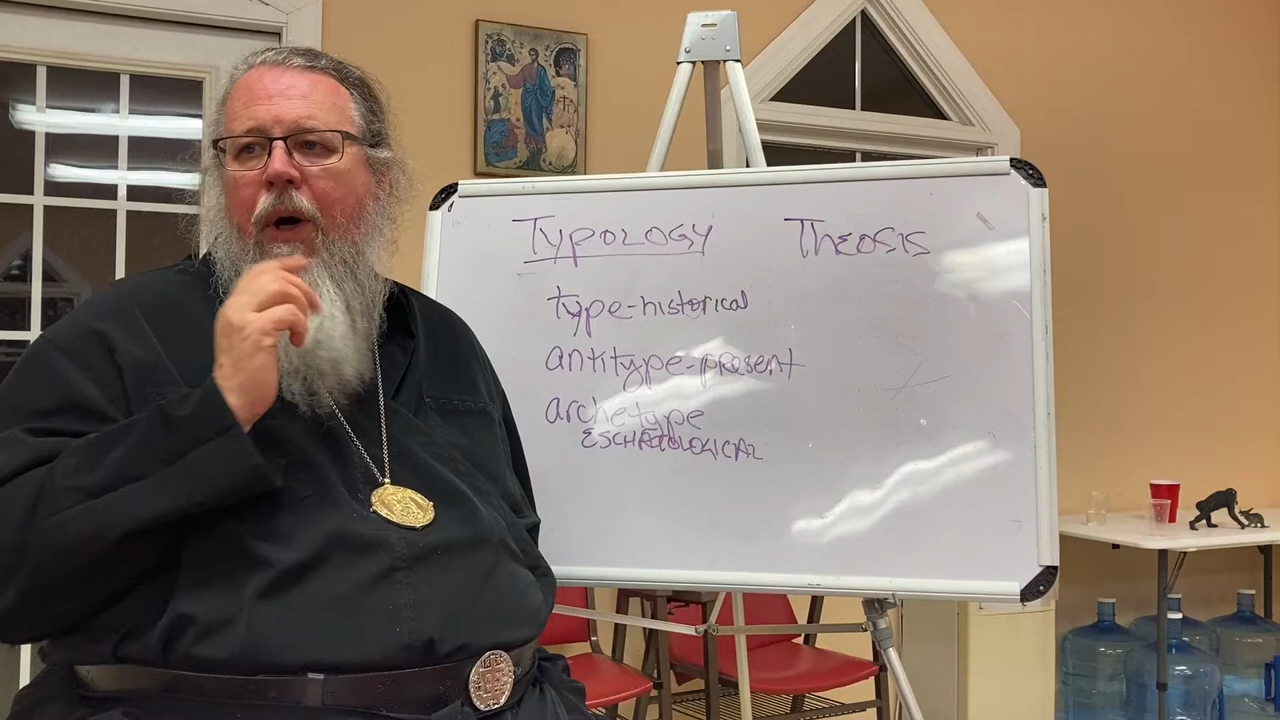 TYPOLOGY THEOSIS
type-historical
antitype-present
archetype
ESCHATOLOGICAL